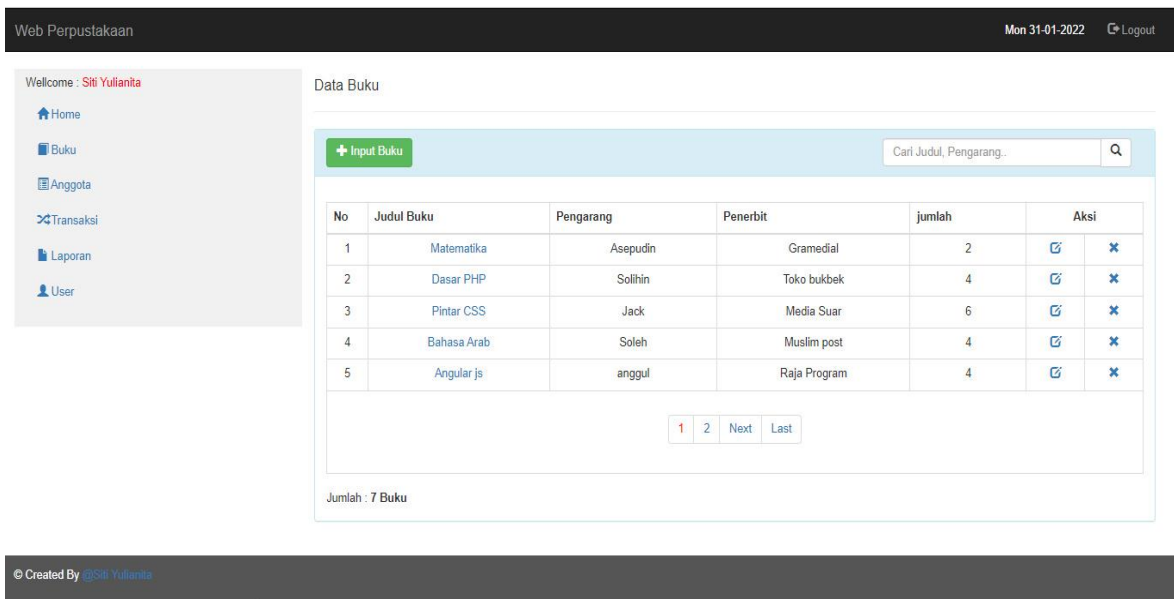 Web Perpustakaan Mon 31-01-2022 Logout
Wellcome : Siti Yulianita
Home
Buku
Anggota
Transaksi
Laporan
User
Data Buku
Input Buku Cari Judul, Pengarang..
No Judul Buku Pengarang Penerbit jumlah Aksi
1 Matematika Asepudin Gramedial 2
2 Dasar PHP Solihin Toko bukbek 4
3 Pintar CSS Jack Media Suar 6
4 Bahasa Arab Soleh Muslim post 4
5 Angular js anggul Raja Program 4
1 2 Next Last
Jumlah : 7 Buku
© Created By @Siti Yulianita